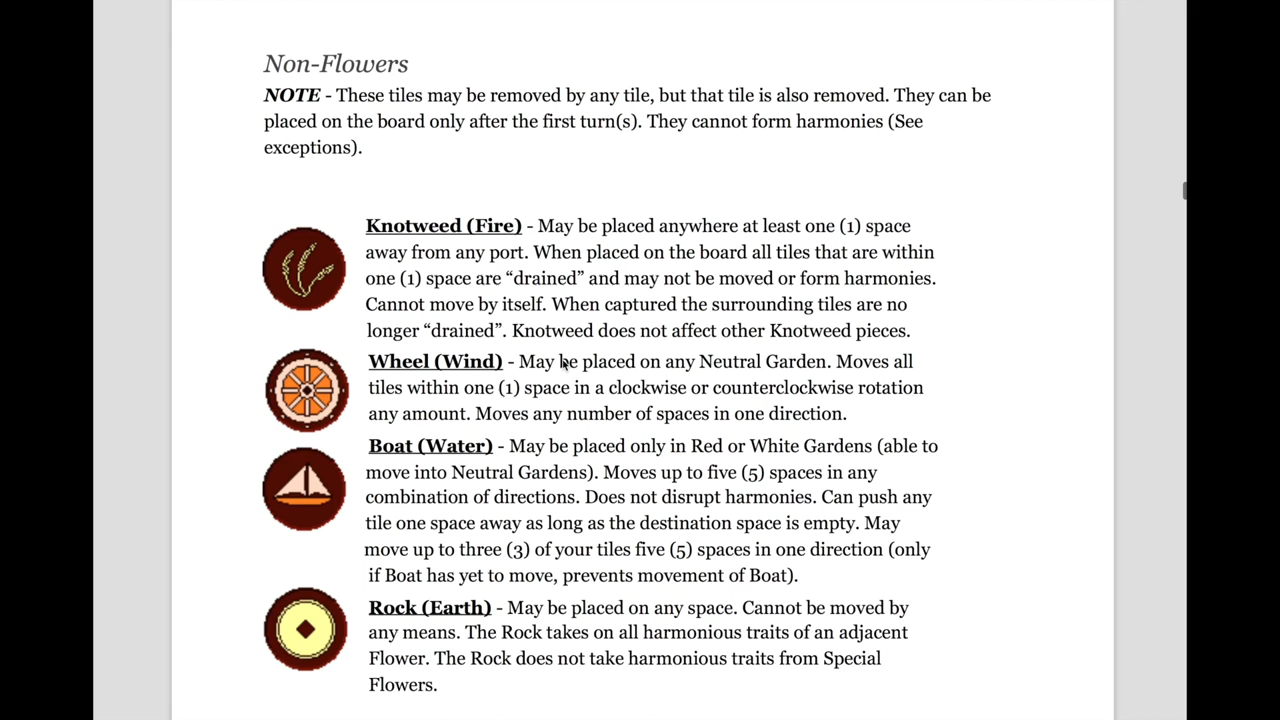 Non-Flowers
NOTE - These tiles may be removed by any tile, but that tile is also removed. They can be
placed on the board only after the first turn(s). They cannot form harmonies (See
exceptions).
Knotweed (Fire) - May be placed anywhere at least one (1) space
away from any port. When placed on the board all tiles that are within
one (1) space are “drained” and may not be moved or form harmonies.
Cannot move by itself. When captured the surrounding tiles are no
longer “drained”. Knotweed does not affect other Knotweed pieces.
Wheel (Wind) - May be placed on any Neutral Garden. Moves all
tiles within one (1) space in a clockwise or counterclockwise rotation
any amount. Moves any number of spaces in one direction.
Boat (Water) - May be placed only in Red or White Gardens (able to
move into Neutral Gardens). Moves up to five (5) spaces in any
combination of directions. Does not disrupt harmonies. Can push any
tile one space away as long as the destination space is empty. May
move up to three (3) of your tiles five (5) spaces in one direction (only
if Boat has yet to move, prevents movement of Boat).
Rock (Earth) - May be placed on any space. Cannot be moved by
any means. The Rock takes on all harmonious traits of an adjacent
Flower. The Rock does not take harmonious traits from Special
Flowers.